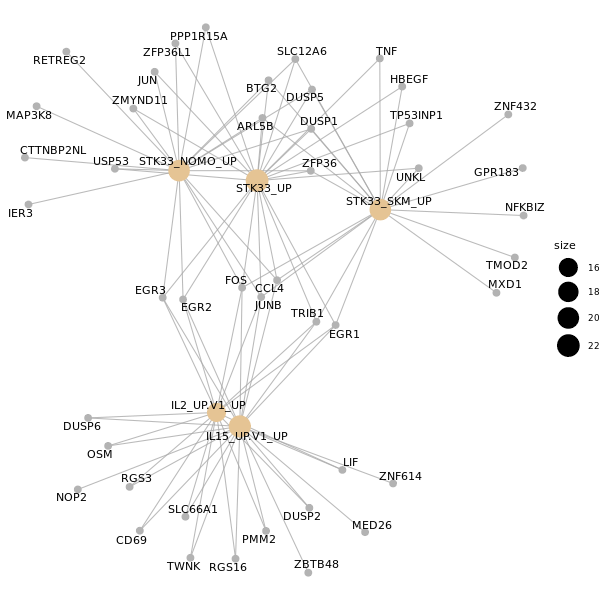 PPP1R15A
ZFP36L1
RETREG2
SLC12A6
TNF
JUN
HBEGF
BTG2
DUSP5
ZMYND11
ZNF432
MAP3K8
TP53INP1
DUSP1
ARL5B
CTTNBP2NL
USP53
STK33_NOMO_UP
ZFP36
GPR183
UNKL
STK33_UP
STK33_SKM_UP
IER3
NFKBIZ
size
TMOD2
16
FOS
MXD1
CCL4
EGR3
18
EGR2
JUNB
TRIB1
20
EGR1
22
IL2_UP.V1_UP
DUSP6
IL15_UP.V1_UP
OSM
LIF
RGS3
ZNF614
NOP2
SLC66A1
DUSP2
MED26
CD69
PMM2
TWNK
RGS16
ZBTB48